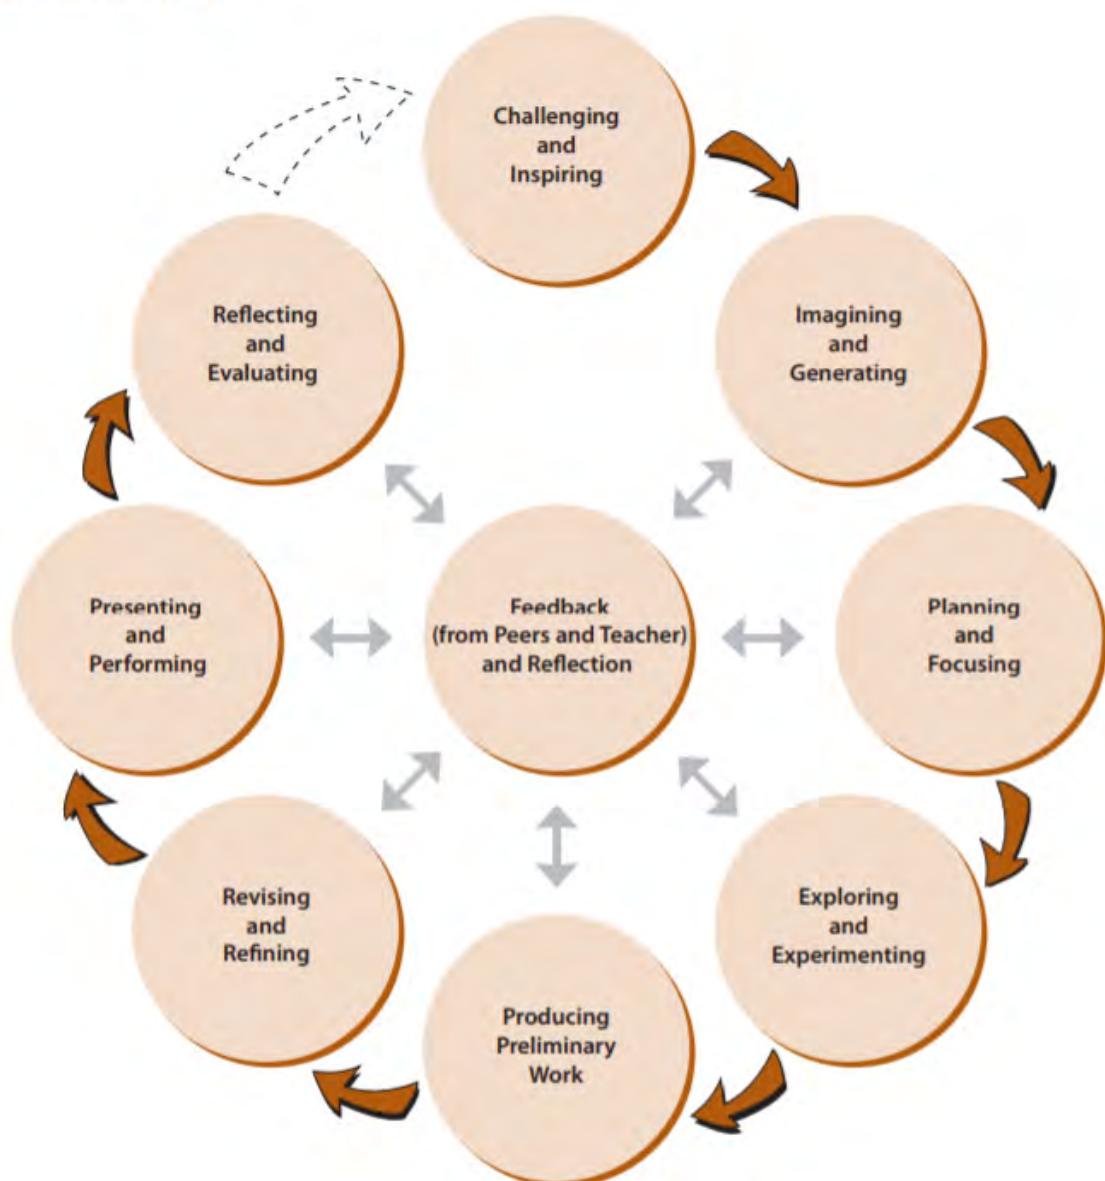 Challenging
and
Inspiring
Imagining
and
Generating
Planning
and
Focusing
Exploring
and
Experimenting
Producing
Preliminary
Work
Revising
and
Refining
Presenting
and
Performing
Reflecting
and
Evaluating
Feedback
(from Peers and Teacher)
and Reflection